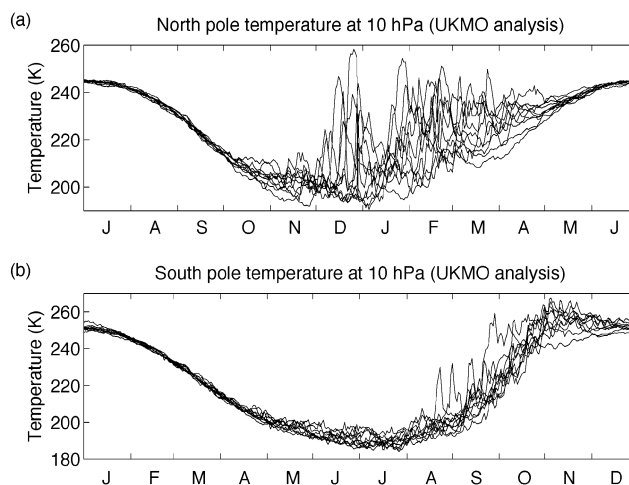 (a) North pole temperature at 10 hPa (UKMO analysis)
Temperature (K)
260
240
220
200
J A S O N D J F M A M J
(b) South pole temperature at 10 hPa (UKMO analysis)
Temperature (K)
260
240
220
200
180
J F M A M J J A S O N D